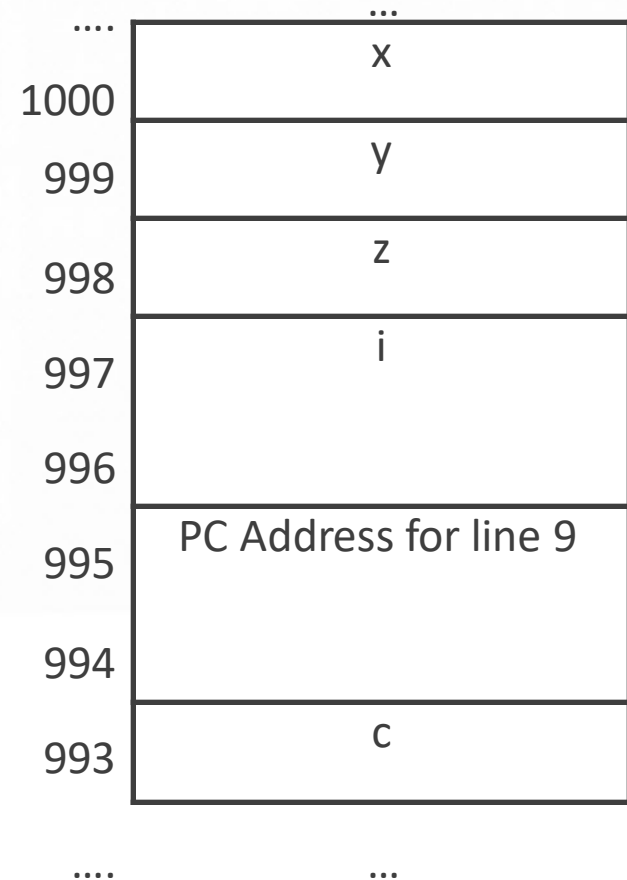 .... ...
x
1000
999 y
998 z
997 i
996
995 PC Address for line 9
994
993 c
.... ...